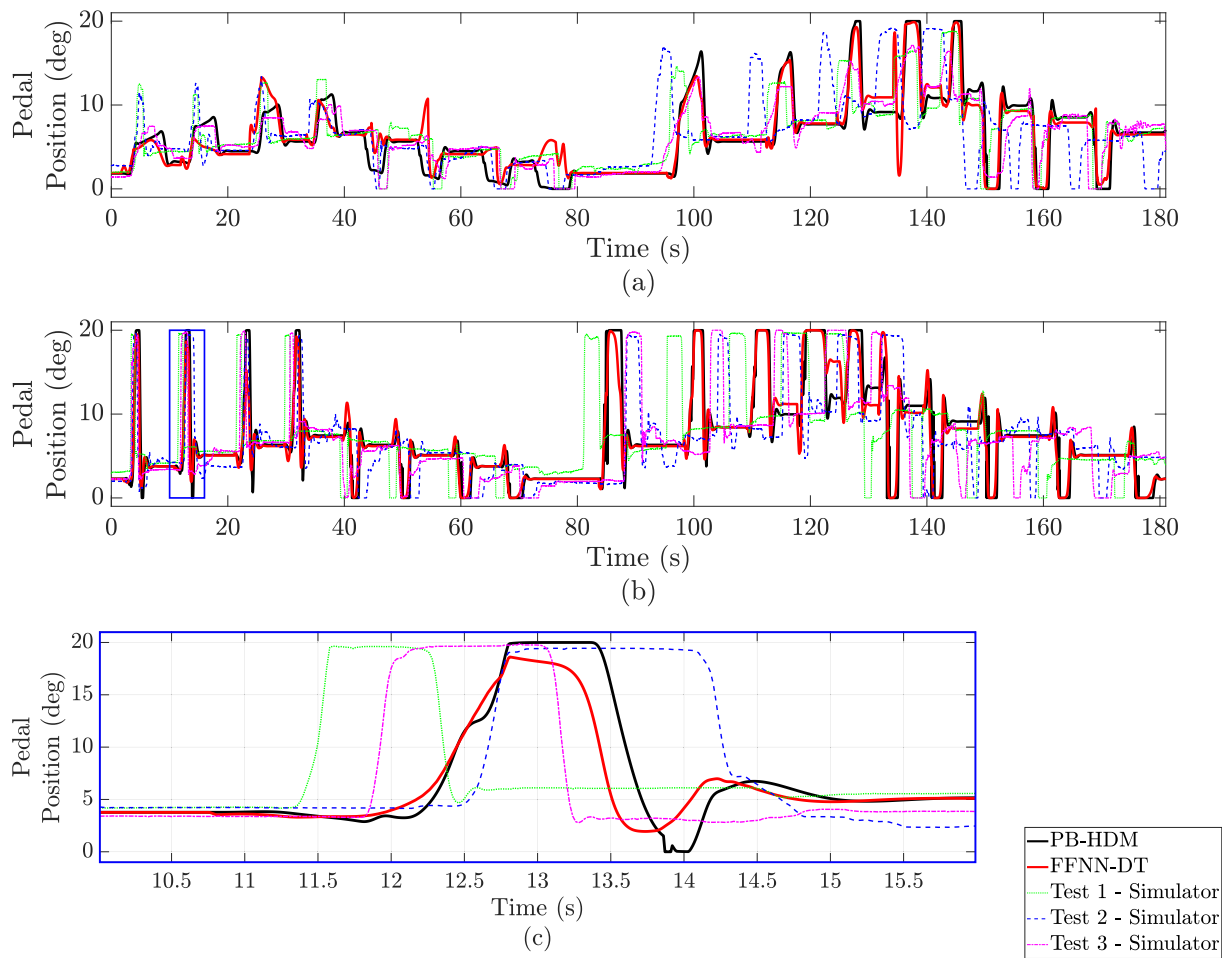 20
10
0
Pedal
Position (deg)
0 20 40 60 80 100 120 140 160 180
Time (s)
(a)
20
10
0
Pedal
Position (deg)
0 20 40 60 80 100 120 140 160 180
Time (s)
(b)
20
15
10
5
0
Pedal
Position (deg)
10.5 11 11.5 12 12.5 13 13.5 14 14.5 15 15.5
Time (s)
(c)
PB-HDM
FFNN-DT
Test 1 - Simulator
Test 2 - Simulator
Test 3 - Simulator